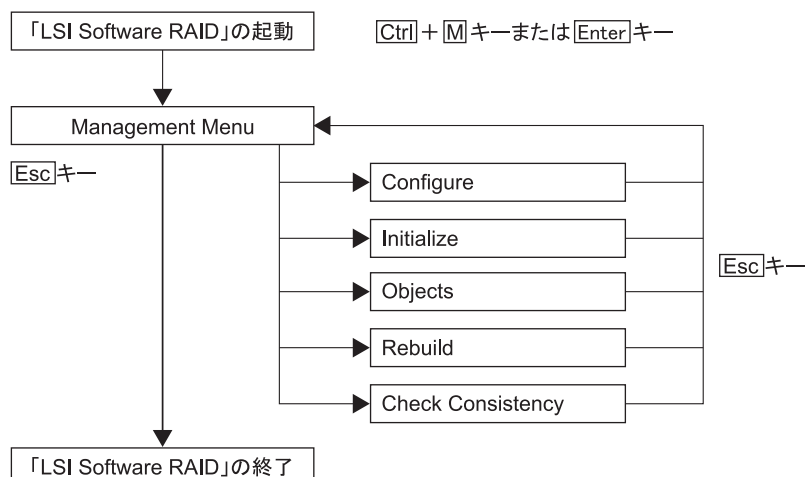 「LSI Software RAID」の起動
Ctrl + M キーまたは Enter キー
Management Menu
Esc キー
Configure
Initialize
Objects
Rebuild
Check Consistency
Esc キー
「LSI Software RAID」の終了